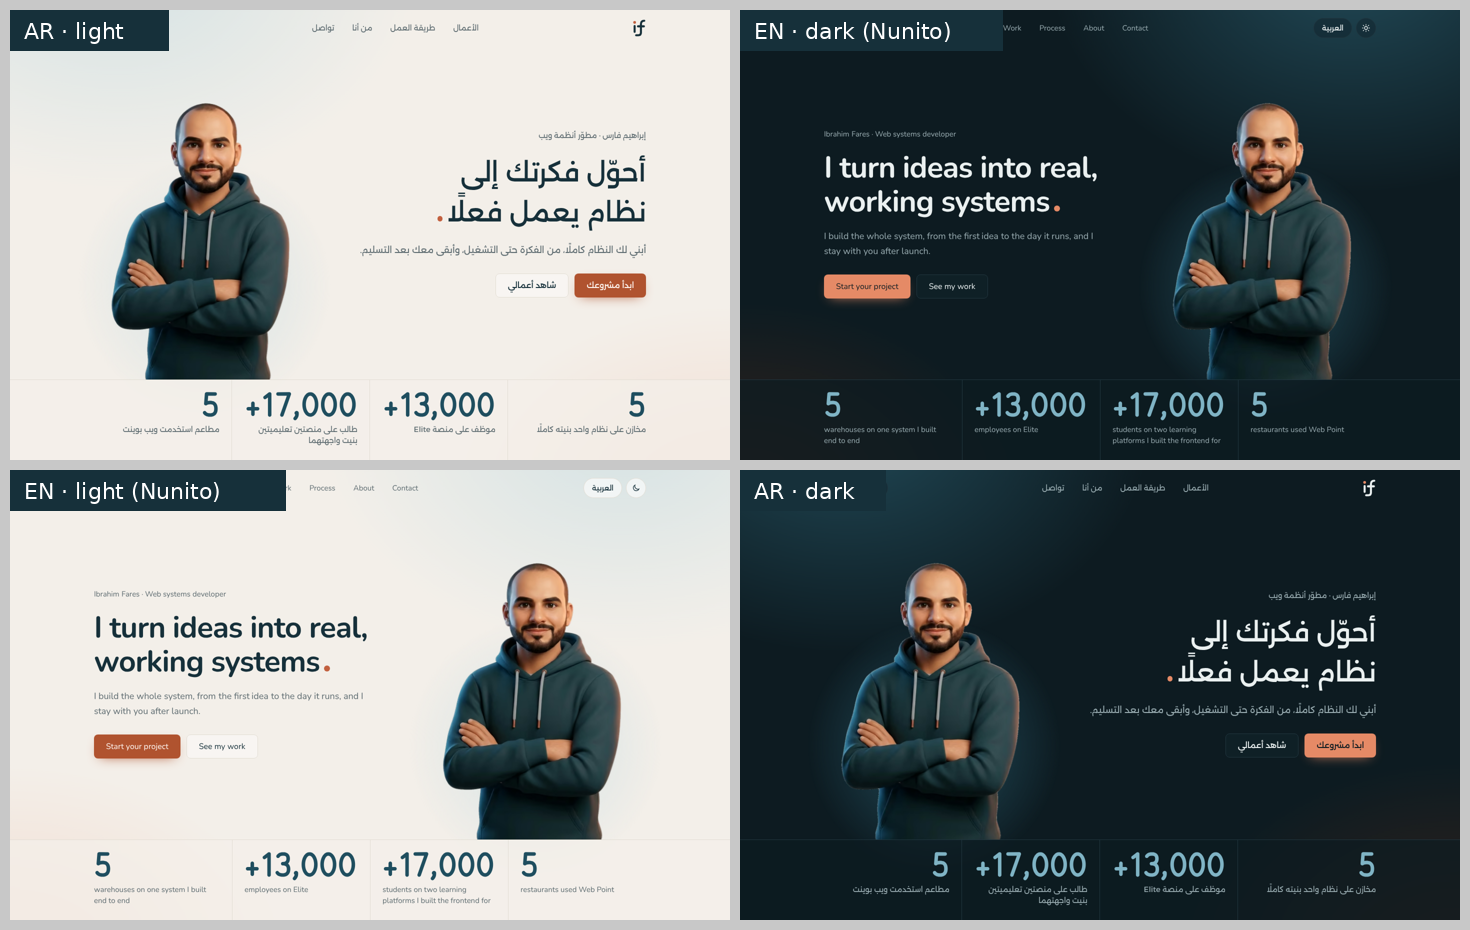 AR · light
الأعمال
طريقة العمل
من أنا
تواصل
if
إبراهيم فارس · مطوّر أنظمة ويب
أحوّل فكرتك إلى
نظام يعمل فعلًا.
أبني لك النظام كاملًا، من الفكرة حتى التشغيل، وأبقى معك بعد التسليم.
ابدأ مشروعك
شاهد أعمالي
5
مخازن على نظام واحد بنيته كاملًا
+13,000
موظف على منصة Elite
+17,000
طالب على منصتين تعليميتين
بنيت واجهتهما
5
مطاعم استخدمت ويب بوينت
EN · dark (Nunito)
Work
Process
About
Contact
العربية
Ibrahim Fares · Web systems developer
I turn ideas into real,
working systems.
I build the whole system, from the first idea to the day it runs, and I
stay with you after launch.
Start your project
See my work
5
warehouses on one system I built
end to end
+13,000
employees on Elite
+17,000
students on two learning
platforms I built the frontend for
5
restaurants used Web Point
EN · light (Nunito)
Process
About
Contact
العربية
Ibrahim Fares · Web systems developer
I turn ideas into real,
working systems.
I build the whole system, from the first idea to the day it runs, and I
stay with you after launch.
Start your project
See my work
5
warehouses on one system I built
end to end
+13,000
employees on Elite
+17,000
students on two learning
platforms I built the frontend for
5
restaurants used Web Point
AR · dark
الأعمال
طريقة العمل
من أنا
تواصل
if
إبراهيم فارس · مطوّر أنظمة ويب
أحوّل فكرتك إلى
نظام يعمل فعلًا.
أبني لك النظام كاملًا، من الفكرة حتى التشغيل، وأبقى معك بعد التسليم.
ابدأ مشروعك
شاهد أعمالي
5
مخازن على نظام واحد بنيته كاملًا
+13,000
موظف على منصة Elite
+17,000
طالب على منصتين تعليميتين
بنيت واجهتهما
5
مطاعم استخدمت ويب بوينت